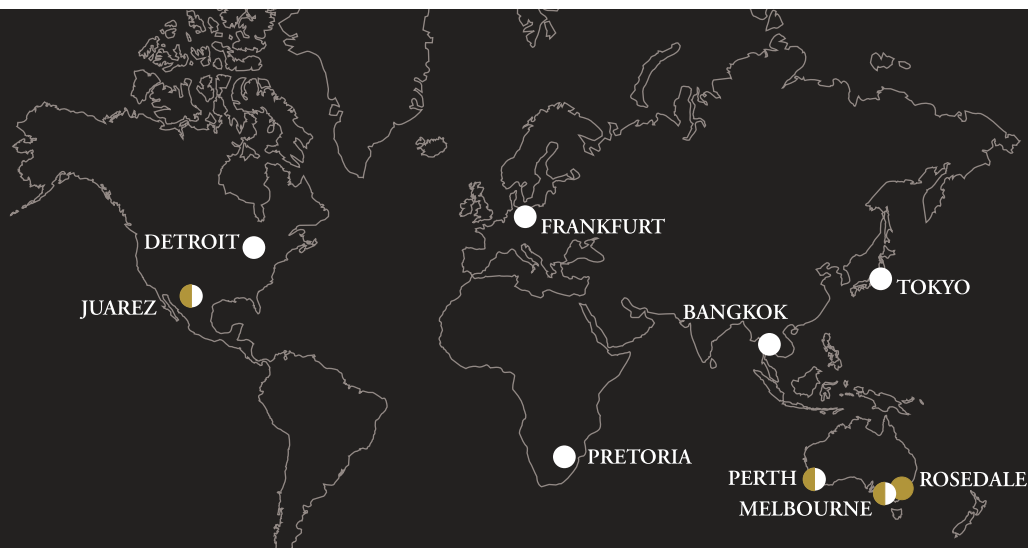 FRANKFURT
DETROIT
TOKYO
JUAREZ
BANGKOK
PRETORIA
PERTH
ROSEDALE
MELBOURNE